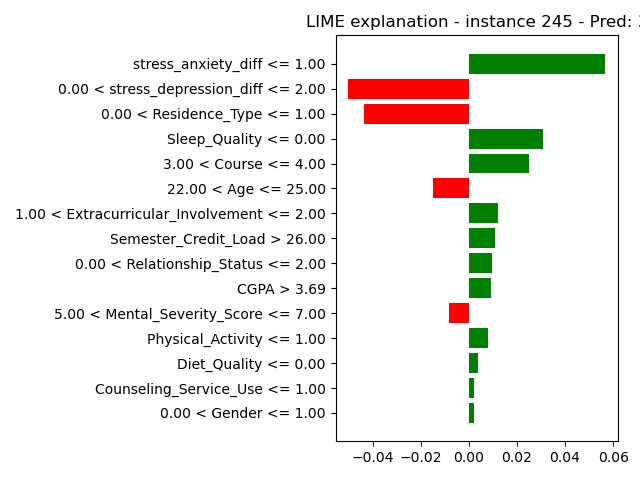 LIME explanation - instance 245 - Pred:
stress_anxiety_diff <= 1.00
0.00 < stress_depression_diff <= 2.00
0.00 < Residence_Type <= 1.00
Sleep_Quality <= 0.00
3.00 < Course <= 4.00
22.00 < Age <= 25.00
1.00 < Extracurricular_Involvement <= 2.00
Semester_Credit_Load > 26.00
0.00 < Relationship_Status <= 2.00
CGPA > 3.69
5.00 < Mental_Severity_Score <= 7.00
Physical_Activity <= 1.00
Diet_Quality <= 0.00
Counseling_Service_Use <= 1.00
0.00 < Gender <= 1.00
−0.04 −0.02 0.00 0.02 0.04 0.06